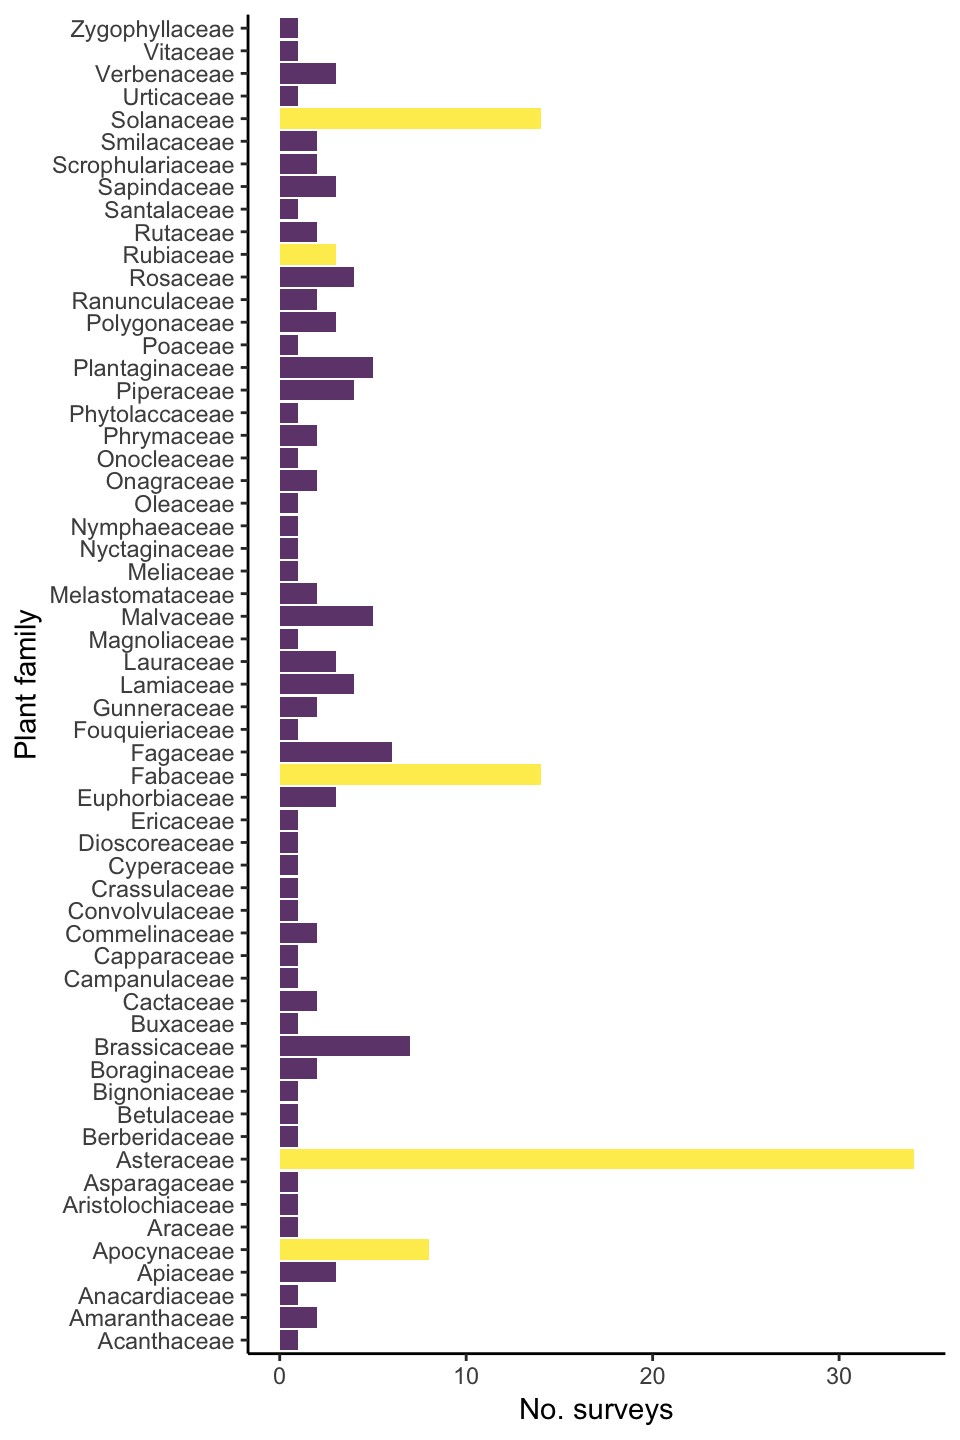 Zygophyllaceae
Vitaceae
Verbenaceae
Urticaceae
Solanaceae
Smilacaceae
Scrophulariaceae
Sapindaceae
Santalaceae
Rutaceae
Rubiaceae
Rosaceae
Ranunculaceae
Polygonaceae
Poaceae
Plantaginaceae
Piperaceae
Phytolaccaceae
Phrymaceae
Onocleaceae
Onagraceae
Oleaceae
Nymphaeaceae
Nyctaginaceae
Meliaceae
Melastomataceae
Malvaceae
Magnoliaceae
Lauraceae
Lamiaceae
Gunneraceae
Fouquieriaceae
Fagaceae
Fabaceae
Euphorbiaceae
Ericaceae
Dioscoreaceae
Cyperaceae
Crassulaceae
Convolvulaceae
Commelinaceae
Capparaceae
Campanulaceae
Cactaceae
Buxaceae
Brassicaceae
Boraginaceae
Bignoniaceae
Betulaceae
Berberidaceae
Asteraceae
Asparagaceae
Aristolochiaceae
Araceae
Apocynaceae
Apiaceae
Anacardiaceae
Amaranthaceae
Acanthaceae
Plant family
0 10 20 30
No. surveys